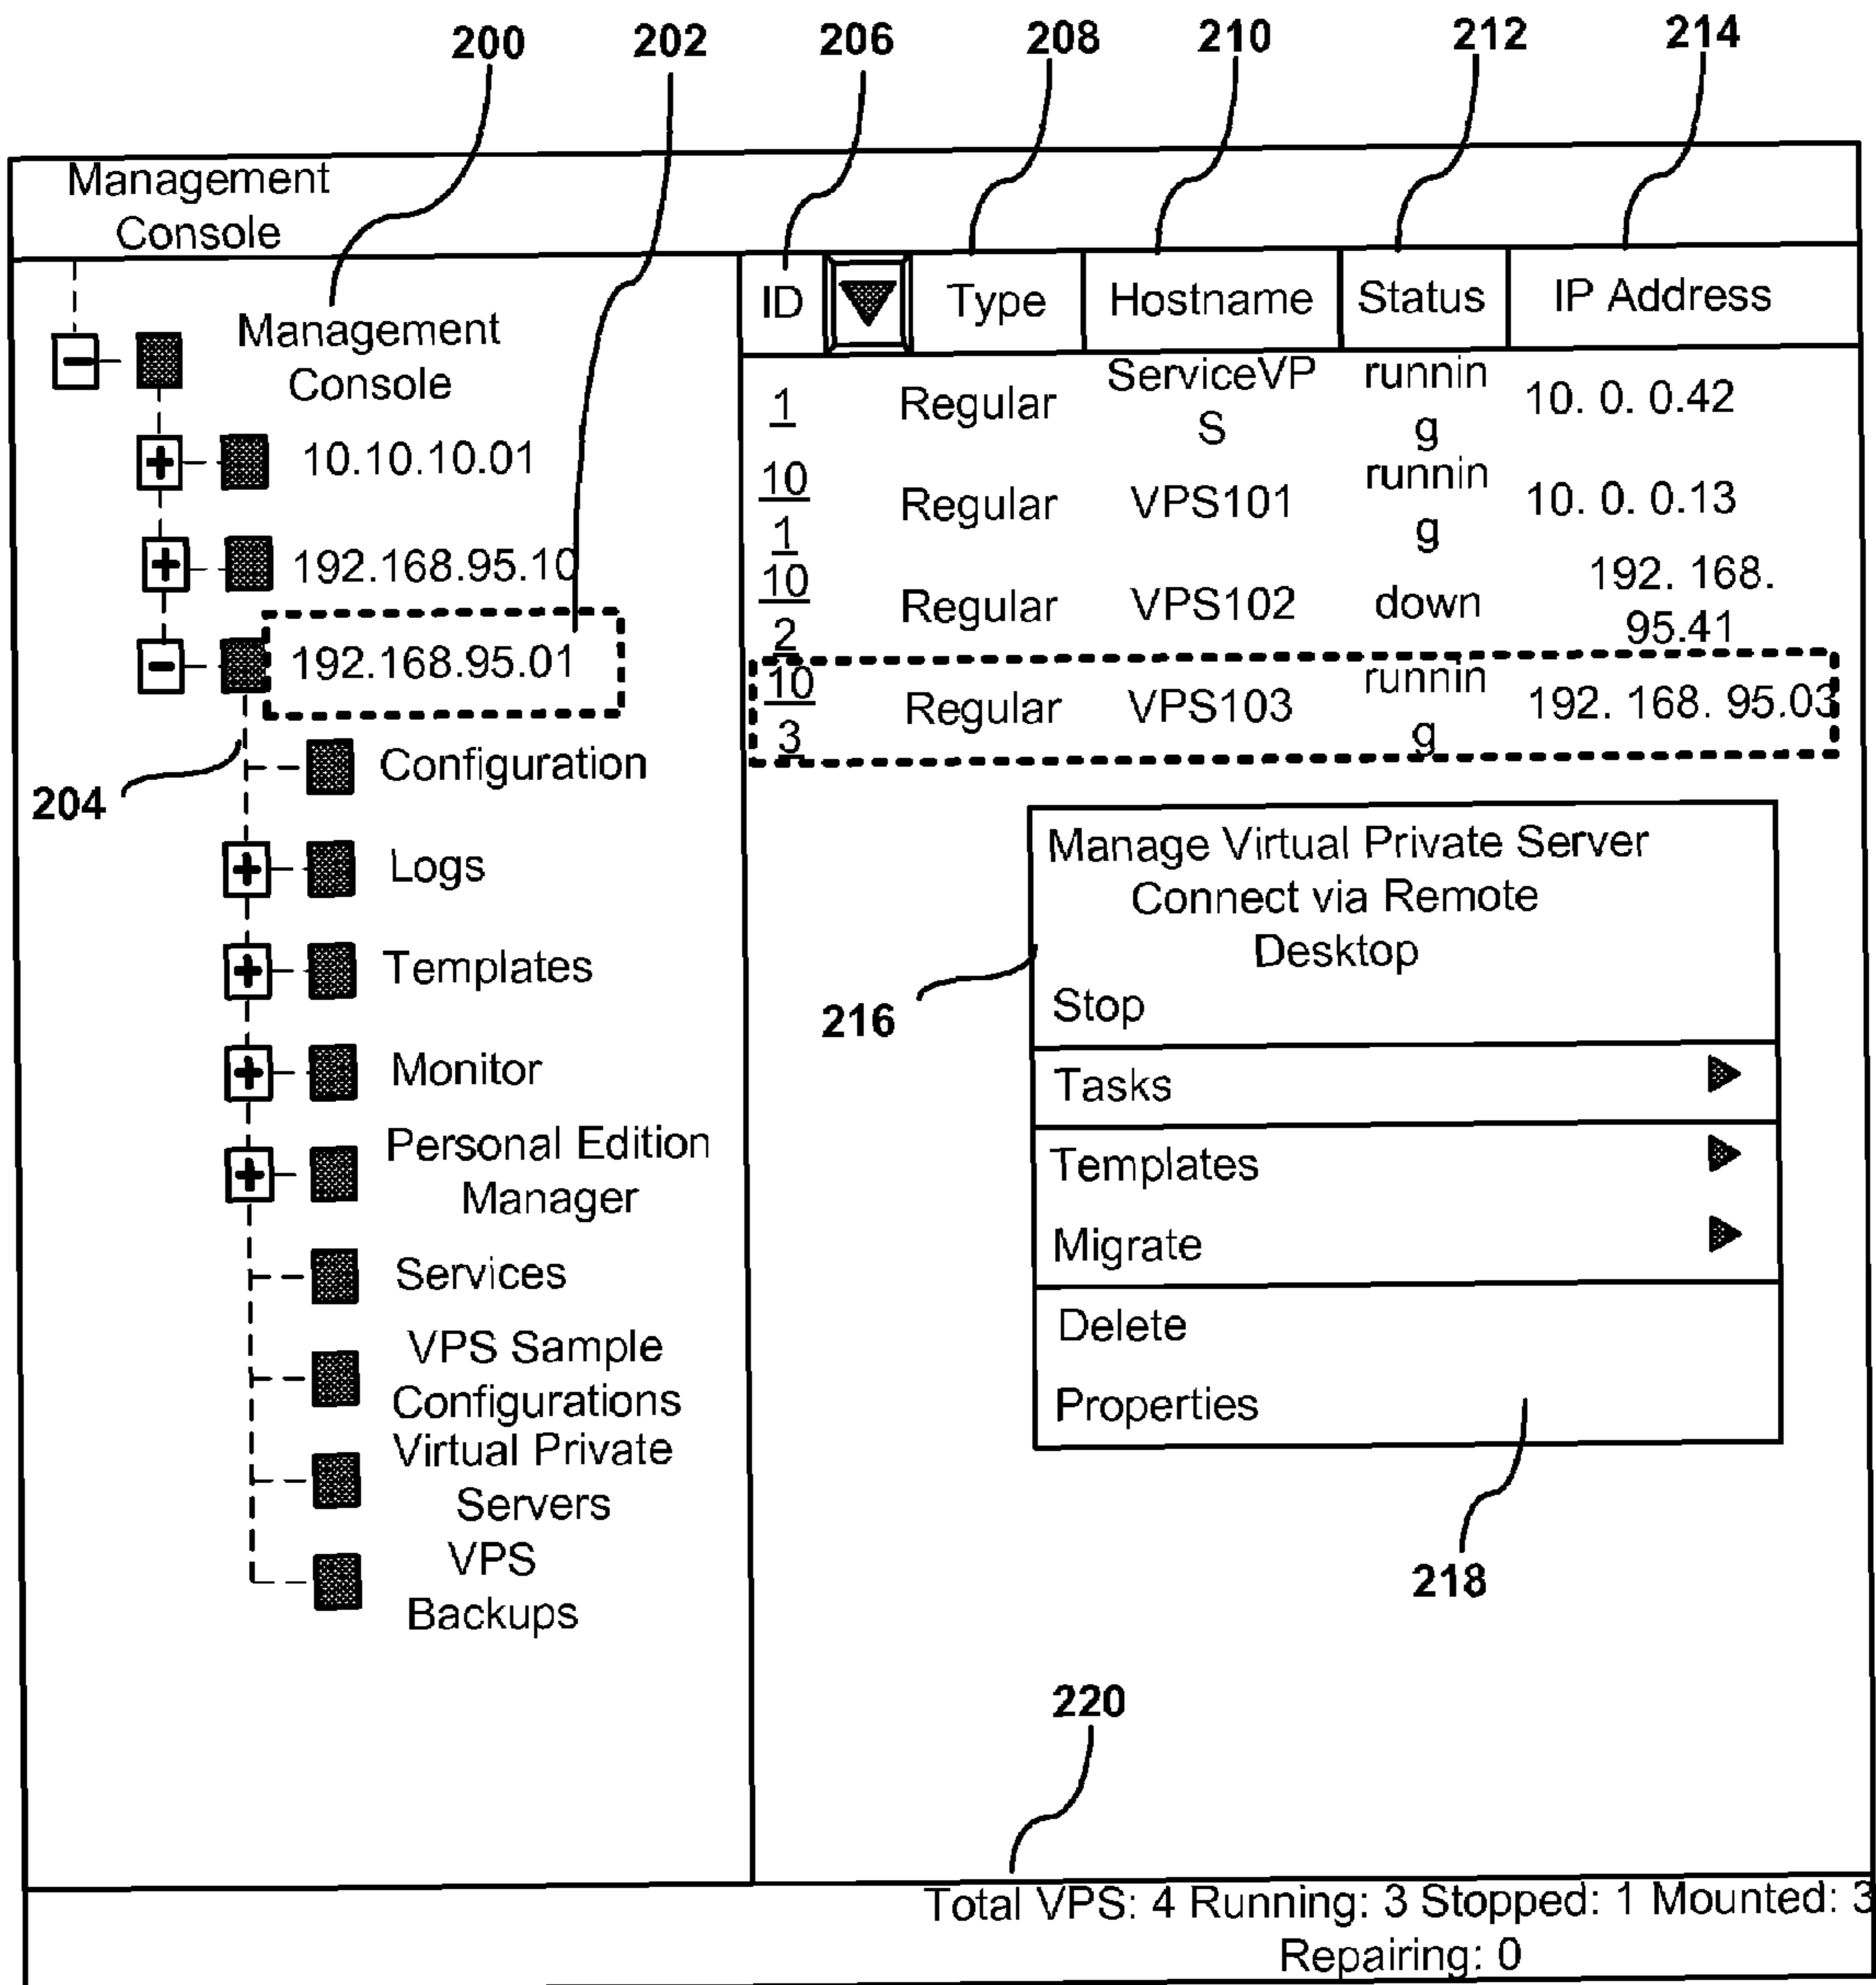 200 202 206 208 210 212 214
Management
Console
ID Type Hostname Status IP Address
Management
Console
10.10.10.01
192.168.95.10
192.168.95.01
204
Configuration
Logs
Templates
Monitor
Personal Edition
Manager
Services
VPS Sample
Configurations
Virtual Private
Servers
VPS
Backups
1 Regular ServiceVP runnin 10. 0. 0.42
S g
10 Regular VPS101 runnin 10. 0. 0.13
1 g
10 Regular VPS102 down 192. 168.
2 95.41
10 Regular VPS103 runnin 192. 168. 95.03
3 g
Manage Virtual Private Server
Connect via Remote
Desktop
216
Stop
Tasks
Templates
Migrate
Delete
Properties
218
220
Total VPS: 4 Running: 3 Stopped: 1 Mounted: 3
Repairing: 0